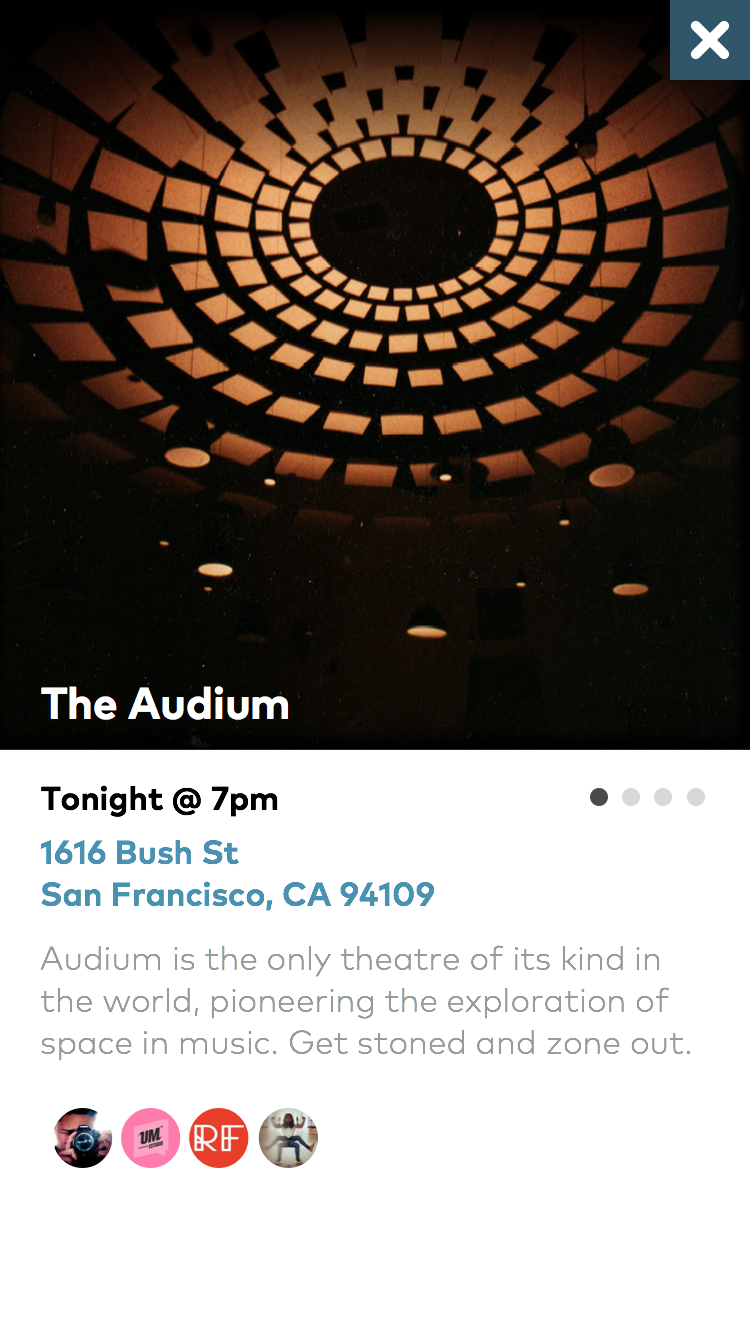 The Audium
Tonight @ 7pm
1616 Bush St
San Francisco, CA 94109
Audium is the only theatre of its kind in
the world, pioneering the exploration of
space in music. Get stoned and zone out.
UM
RF